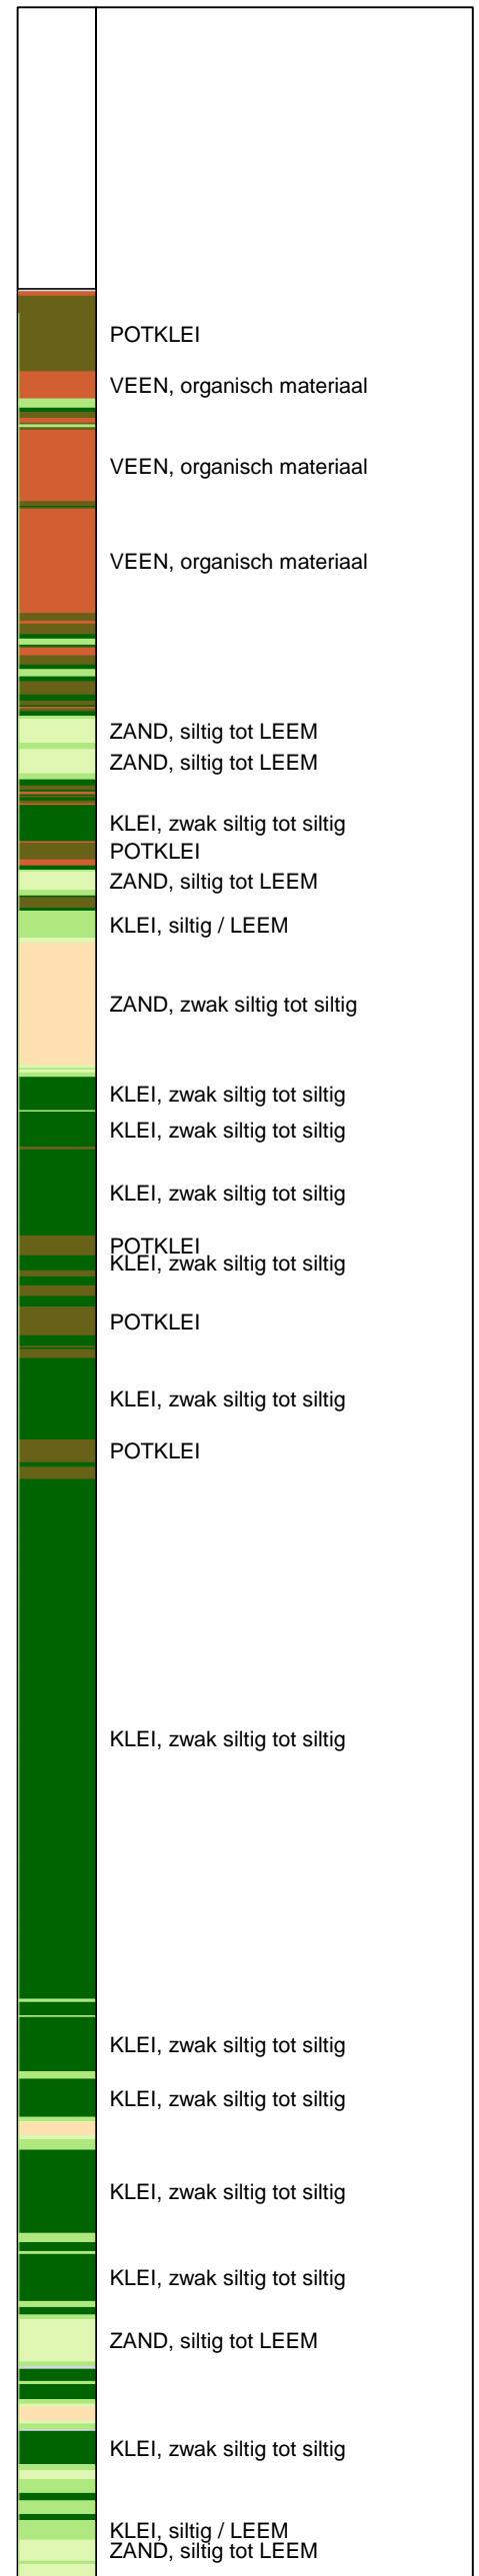 POTKLEI
VEEN, organisch materiaal
VEEN, organisch materiaal
VEEN, organisch materiaal
ZAND, siltig tot LEEM
ZAND, siltig tot LEEM
KLEI, zwak siltig tot siltig
POTKLEI
ZAND, siltig tot LEEM
KLEI, siltig / LEEM
ZAND, zwak siltig tot siltig
KLEI, zwak siltig tot siltig
KLEI, zwak siltig tot siltig
KLEI, zwak siltig tot siltig
POTKLEI
KLEI, zwak siltig tot siltig
POTKLEI
KLEI, zwak siltig tot siltig
POTKLEI
KLEI, zwak siltig tot siltig
KLEI, zwak siltig tot siltig
KLEI, zwak siltig tot siltig
KLEI, zwak siltig tot siltig
KLEI, zwak siltig tot siltig
ZAND, siltig tot LEEM
KLEI, zwak siltig tot siltig
KLEI, siltig / LEEM
ZAND, siltig tot LEEM